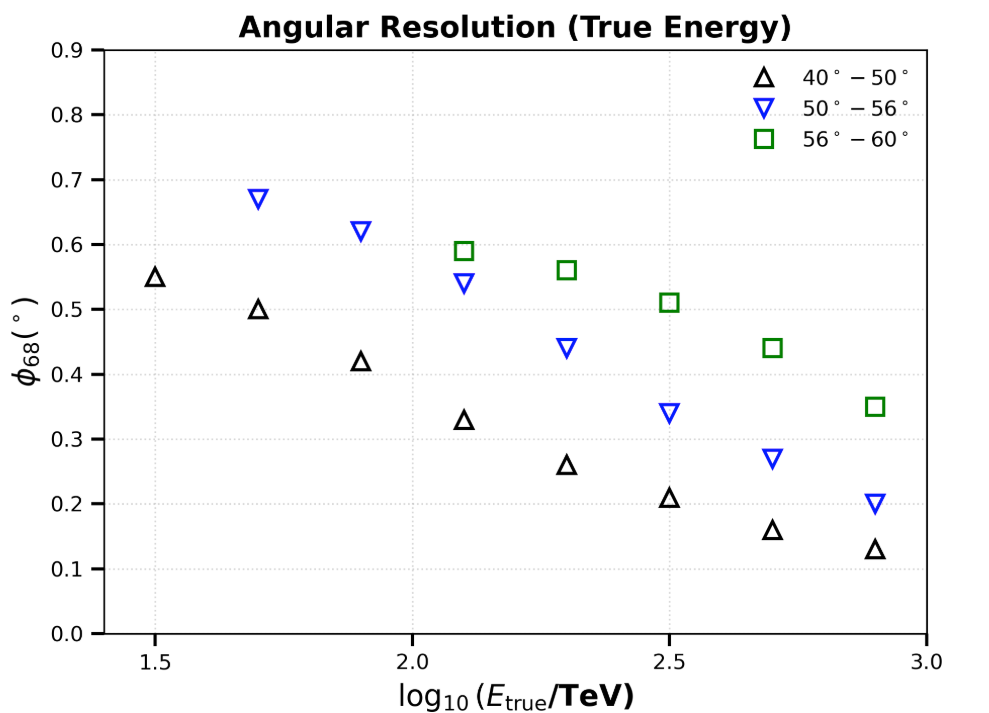 Angular Resolution (True Energy)
0.9
0.8
0.7
0.6
0.5
0.4
0.3
0.2
0.1
0.0
ϕ₆₈(°)
40° − 50°
50° − 56°
56° − 60°
1.5 2.0 2.5 3.0
log₁₀ (E_true/TeV)